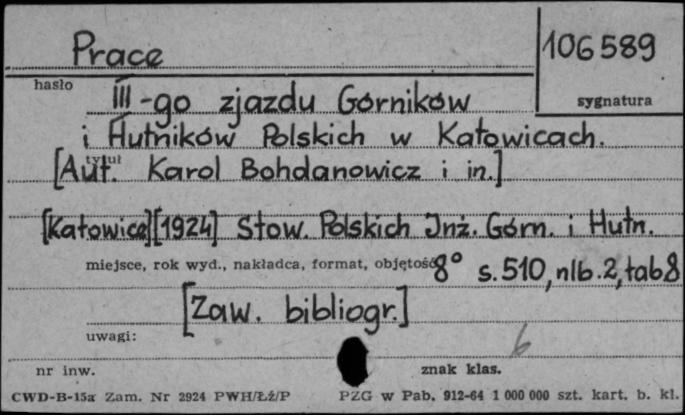 Prace
106589
hasło
sygnatura
III-go zjazdu Górników
i Hutników Polskich w Katowicach.
tytuł
[Aut. Karol Bohdanowicz i in.]
[Katowice][1924] Stow. Polskich Inż. Górn. i Hutn.
miejsce, rok wyd., nakładca, format, objętość
8° s. 510, nlb. 2, tab 8
[Zaw. bibliogr.]
uwagi:
6
nr inw.
znak klas.
CWD-B-15a Zam. Nr 2924 PWH/Łż/P
PZG w Pab. 912-64 1 000 000 szt. kart. b. kl.